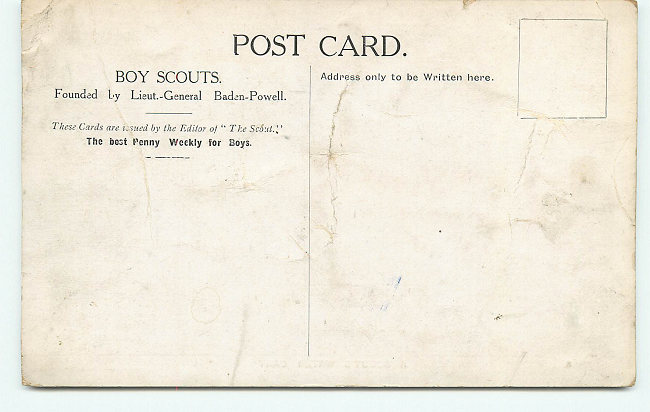 POST CARD.
BOY SCOUTS.
Founded by Lieut.-General Baden-Powell.
These Cards are issued by the Editor of "The Scout,"
The best Penny Weekly for Boys.
Address only to be Written here.